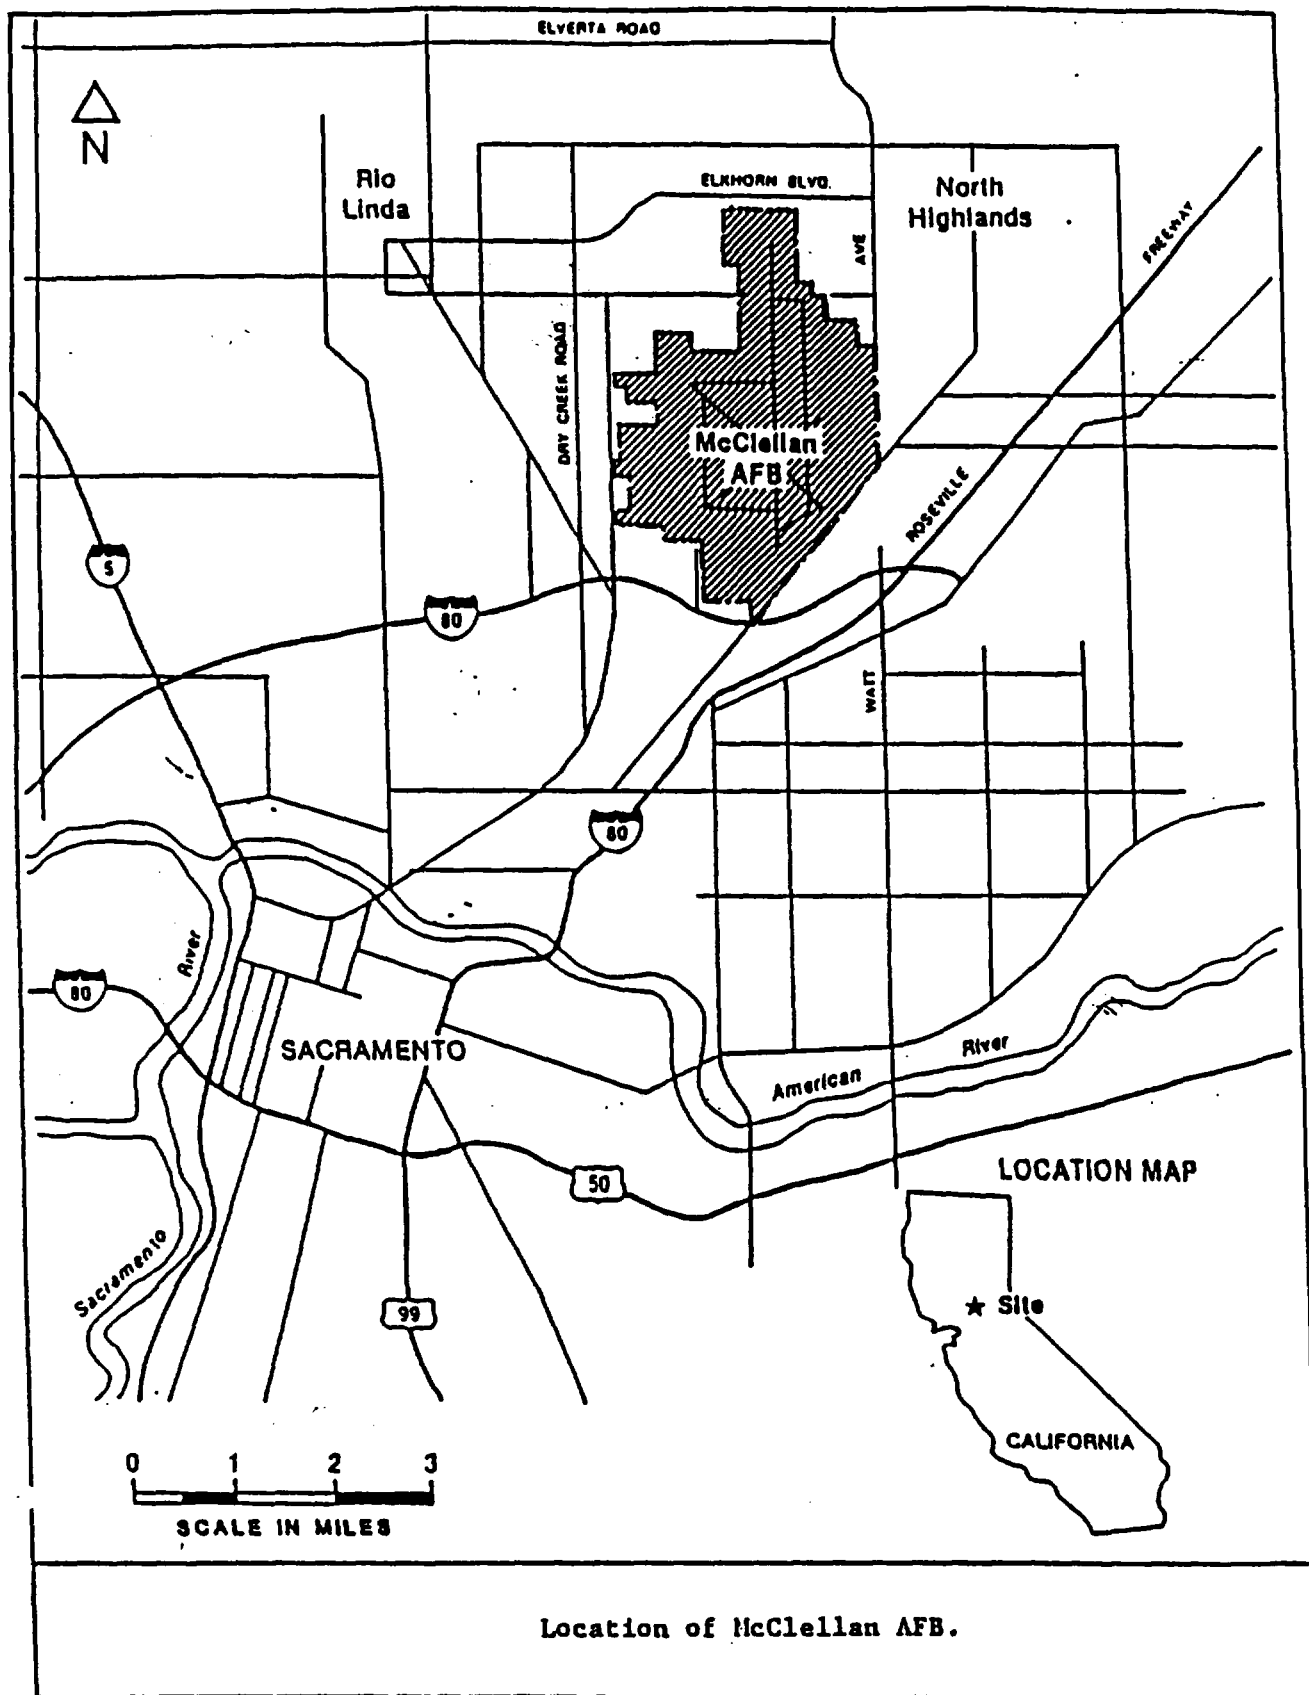 ELVERTA ROAD
N
Rio
Linda
ELKHORN BLVD.
North
Highlands
AVE
FREEWAY
DRY CREEK ROAD
McClellan
AFB
ROSEVILLE
5
80
WATT
80
River
80
SACRAMENTO
American
River
50
LOCATION MAP
Sacramento
99
★ Site
CALIFORNIA
0 1 2 3
SCALE IN MILES
Location of McClellan AFB.